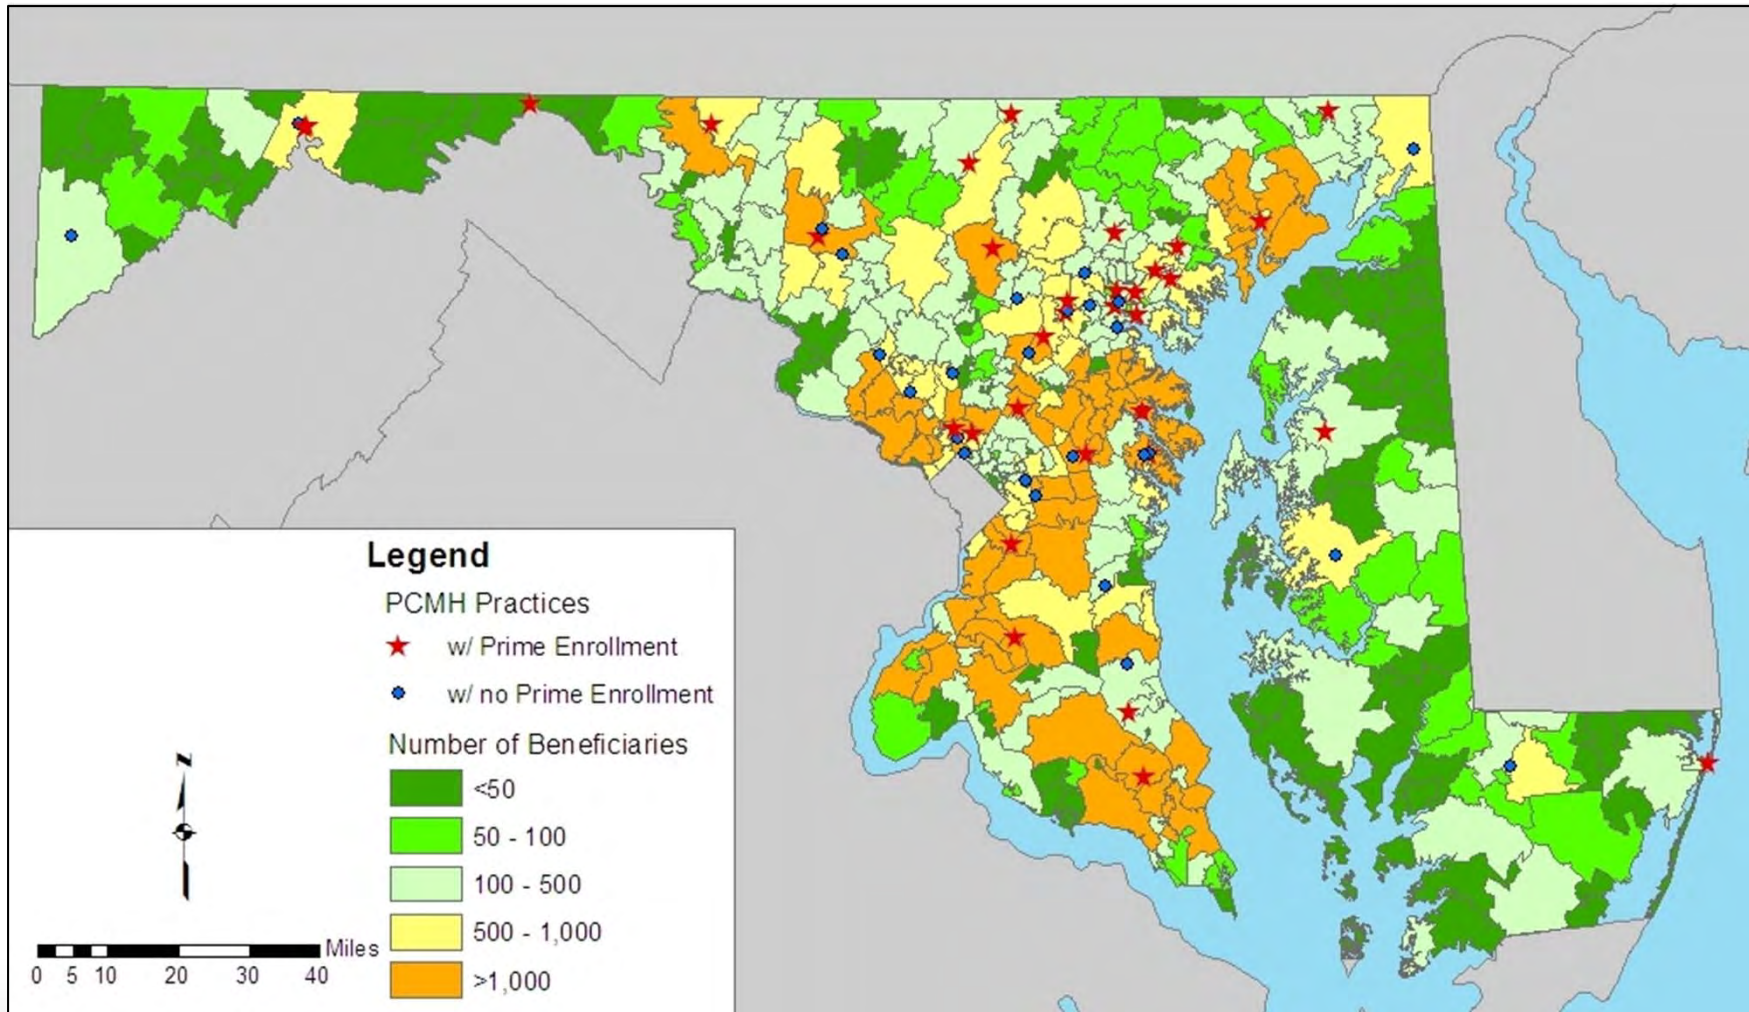 Legend
PCMH Practices
w/ Prime Enrollment
w/ no Prime Enrollment
Number of Beneficiaries
<50
50 - 100
100 - 500
500 - 1,000
>1,000
N
Miles
0 5 10 20 30 40